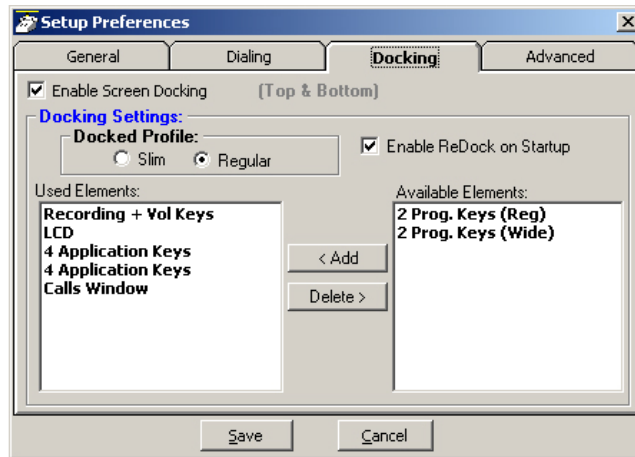 Setup Preferences
General Dialing Docking Advanced
Enable Screen Docking (Top & Bottom)
Docking Settings:
Docked Profile:
Slim Regular
Enable ReDock on Startup
Used Elements:
Recording + Vol Keys
LCD
4 Application Keys
4 Application Keys
Calls Window
< Add
Delete >
Available Elements:
2 Prog. Keys (Reg)
2 Prog. Keys (Wide)
Save Cancel